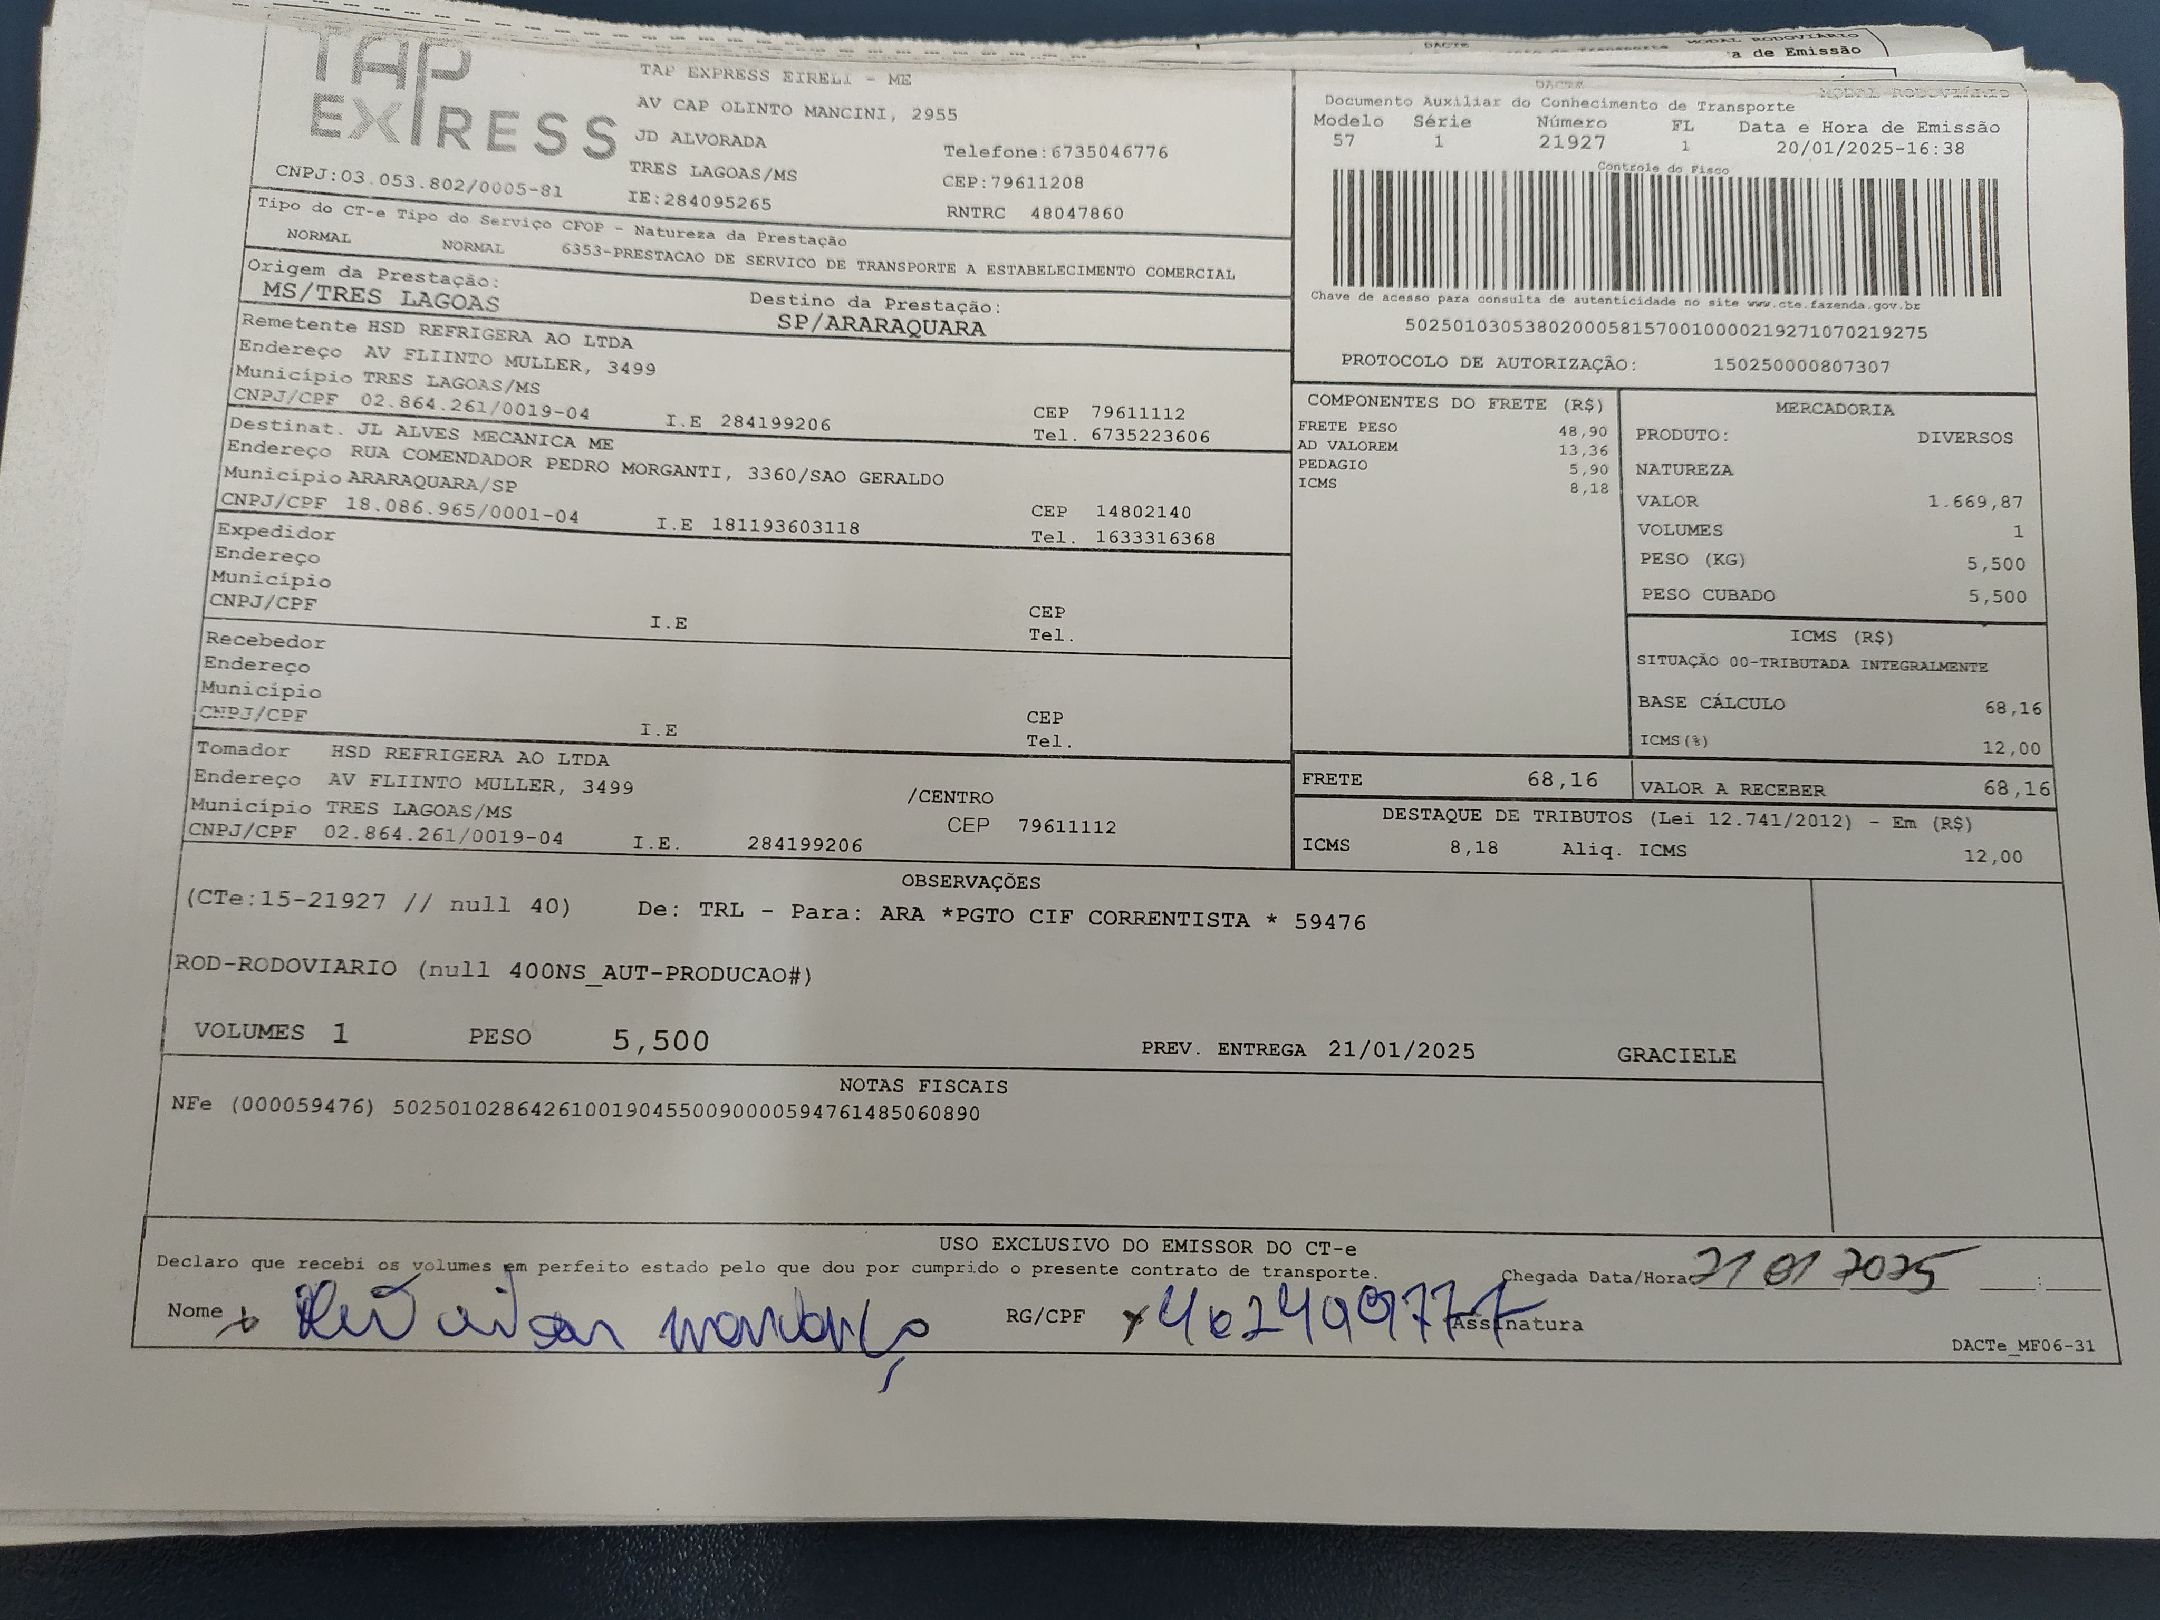 DACTE
MODAL RODOVIÁRIO
a de Emissão
TAP EXPRESS
TAP EXPRESS EIRELI - ME
AV CAP OLINTO MANCINI, 2955
JD ALVORADA
Telefone:6735046776
TRES LAGOAS/MS
CEP:79611208
CNPJ:03.053.802/0005-81
IE:284095265
RNTRC 48047860
DACTE
MODAL RODOVIÁRIO
Documento Auxiliar do Conhecimento de Transporte
Modelo Série Número FL Data e Hora de Emissão
57 1 21927 1 20/01/2025-16:38
Controle do Fisco
Chave de acesso para consulta de autenticidade no site www.cte.fazenda.gov.br
50250103053802000581570010000219271070219275
PROTOCOLO DE AUTORIZAÇÃO: 150250000807307
Tipo do CT-e Tipo do Serviço CFOP - Natureza da Prestação
NORMAL NORMAL 6353-PRESTACAO DE SERVICO DE TRANSPORTE A ESTABELECIMENTO COMERCIAL
Origem da Prestação:
MS/TRES LAGOAS
Destino da Prestação:
SP/ARARAQUARA
Remetente HSD REFRIGERA AO LTDA
Endereço AV FLIINTO MULLER, 3499
Município TRES LAGOAS/MS
CEP 79611112
CNPJ/CPF 02.864.261/0019-04 I.E 284199206 Tel. 6735223606
Destinat. JL ALVES MECANICA ME
Endereço RUA COMENDADOR PEDRO MORGANTI, 3360/SAO GERALDO
Município ARARAQUARA/SP
CEP 14802140
CNPJ/CPF 18.086.965/0001-04 I.E 181193603118 Tel. 1633316368
Expedidor
Endereço
Município
CEP
CNPJ/CPF I.E Tel.
Recebedor
Endereço
Município
CEP
CNPJ/CPF I.E Tel.
Tomador HSD REFRIGERA AO LTDA
Endereço AV FLIINTO MULLER, 3499 /CENTRO
Município TRES LAGOAS/MS CEP 79611112
CNPJ/CPF 02.864.261/0019-04 I.E. 284199206
COMPONENTES DO FRETE (R$)
FRETE PESO 48,90
AD VALOREM 13,36
PEDAGIO 5,90
ICMS 8,18
MERCADORIA
PRODUTO: DIVERSOS
NATUREZA
VALOR 1.669,87
VOLUMES 1
PESO (KG) 5,500
PESO CUBADO 5,500
ICMS (R$)
SITUAÇÃO 00-TRIBUTADA INTEGRALMENTE
BASE CÁLCULO 68,16
ICMS(%) 12,00
FRETE 68,16
VALOR A RECEBER 68,16
DESTAQUE DE TRIBUTOS (Lei 12.741/2012) - Em (R$)
ICMS 8,18 Aliq. ICMS 12,00
OBSERVAÇÕES
(CTe:15-21927 // null 40) De: TRL - Para: ARA *PGTO CIF CORRENTISTA * 59476
ROD-RODOVIARIO (null 400NS_AUT-PRODUCAO#)
VOLUMES 1 PESO 5,500 PREV. ENTREGA 21/01/2025 GRACIELE
NOTAS FISCAIS
NFe (000059476) 50250102864261001904550090000594761485060890
USO EXCLUSIVO DO EMISSOR DO CT-e
Declaro que recebi os volumes em perfeito estado pelo que dou por cumprido o presente contrato de transporte.
Chegada Data/Hora 21 01 2025 :
Nome x RG/CPF x Assinatura
DACTe_MF06-31